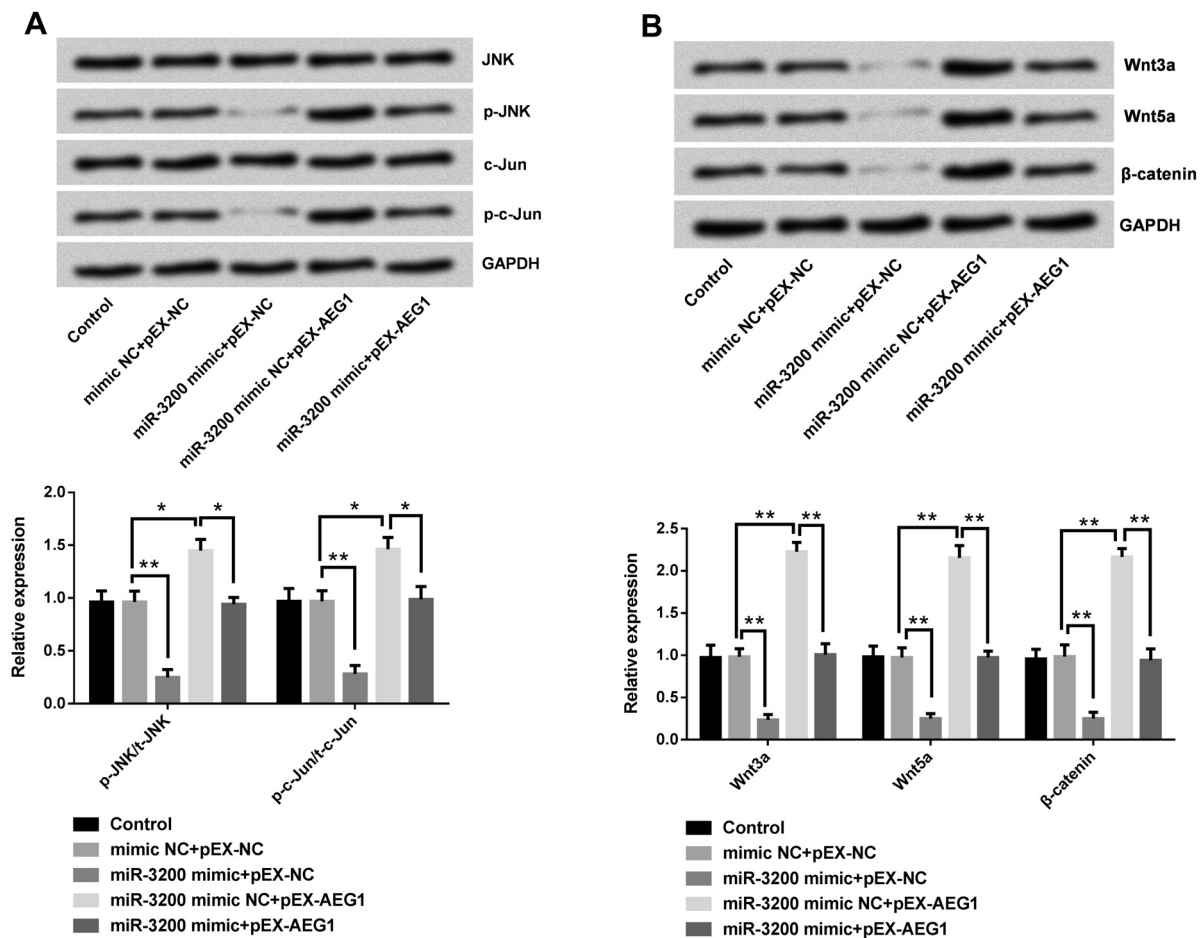 A
JNK
p-JNK
c-Jun
p-c-Jun
GAPDH
Control
mimic NC+pEX-NC
miR-3200 mimic+pEX-NC
miR-3200 mimic NC+pEX-AEG1
miR-3200 mimic+pEX-AEG1
Relative expression
2.0
1.5
1.0
0.5
0.0
* *
**
* *
**
p-JNK/t-JNK
p-c-Jun/t-c-Jun
Control
mimic NC+pEX-NC
miR-3200 mimic+pEX-NC
miR-3200 mimic NC+pEX-AEG1
miR-3200 mimic+pEX-AEG1
B
Wnt3a
Wnt5a
β-catenin
GAPDH
Control
mimic NC+pEX-NC
miR-3200 mimic+pEX-NC
miR-3200 mimic NC+pEX-AEG1
miR-3200 mimic+pEX-AEG1
Relative expression
2.5
2.0
1.5
1.0
0.5
0.0
** **
**
** **
**
** **
**
Wnt3a
Wnt5a
β-catenin
Control
mimic NC+pEX-NC
miR-3200 mimic+pEX-NC
miR-3200 mimic NC+pEX-AEG1
miR-3200 mimic+pEX-AEG1